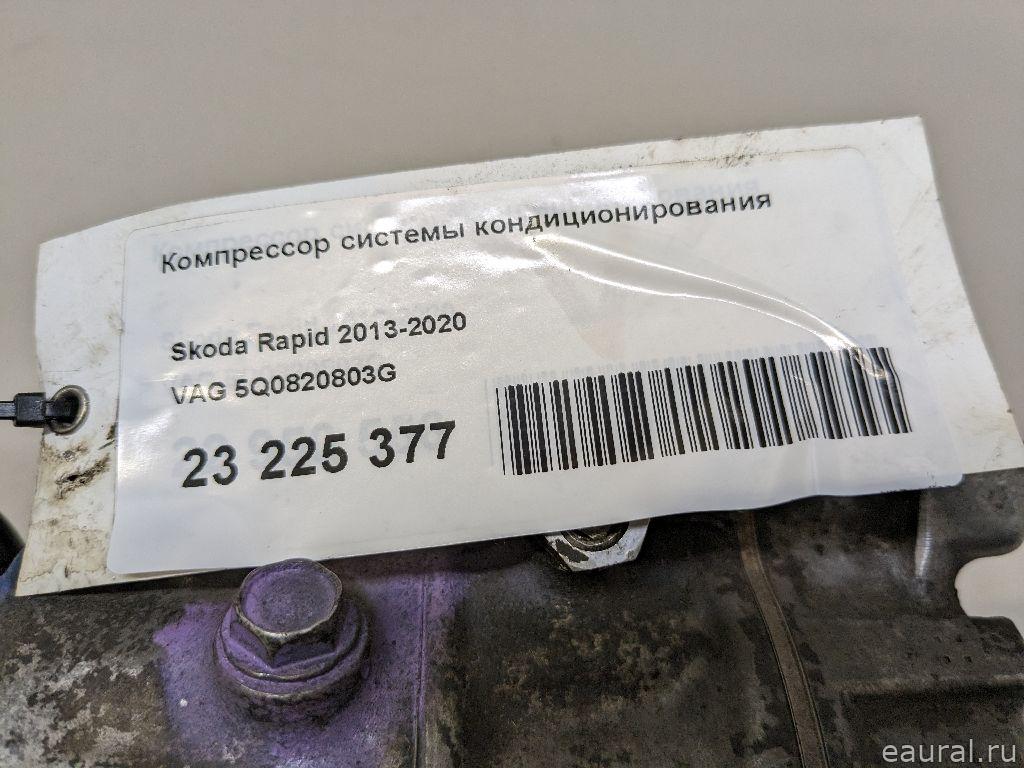 Компрессор системы кондиционирования
Skoda Rapid 2013-2020
VAG 5Q0820803G
23 225 377
eaural.ru